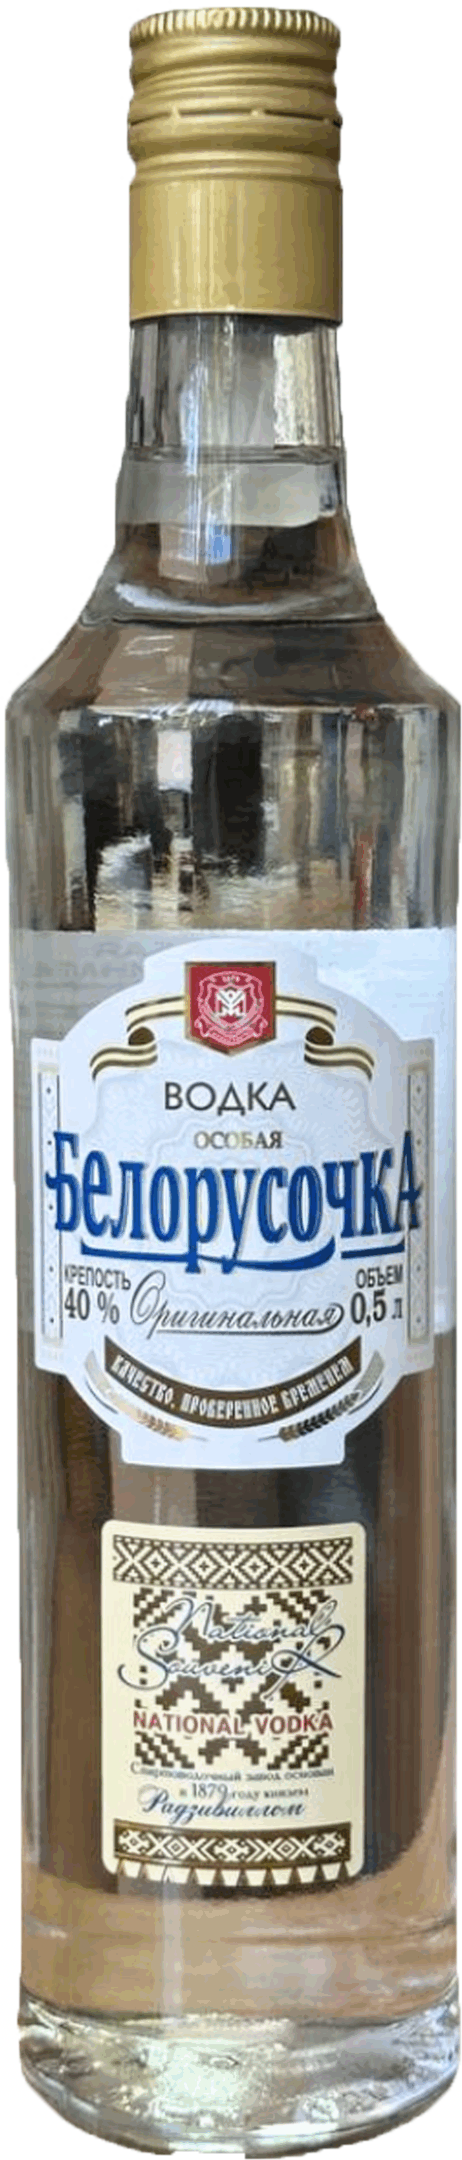 1879
ВОДКА
ОСОБАЯ
БелорусочкА
КРЕПОСТЬ
40 %
Оригинальная
ОБЪЕМ
0,5 л
КАЧЕСТВО, ПРОВЕРЕННОЕ ВРЕМЕНЕМ
National
SouveniR
NATIONAL VODKA
Спиртоводочный завод основан
в 1879 году князем
Радзивиллом